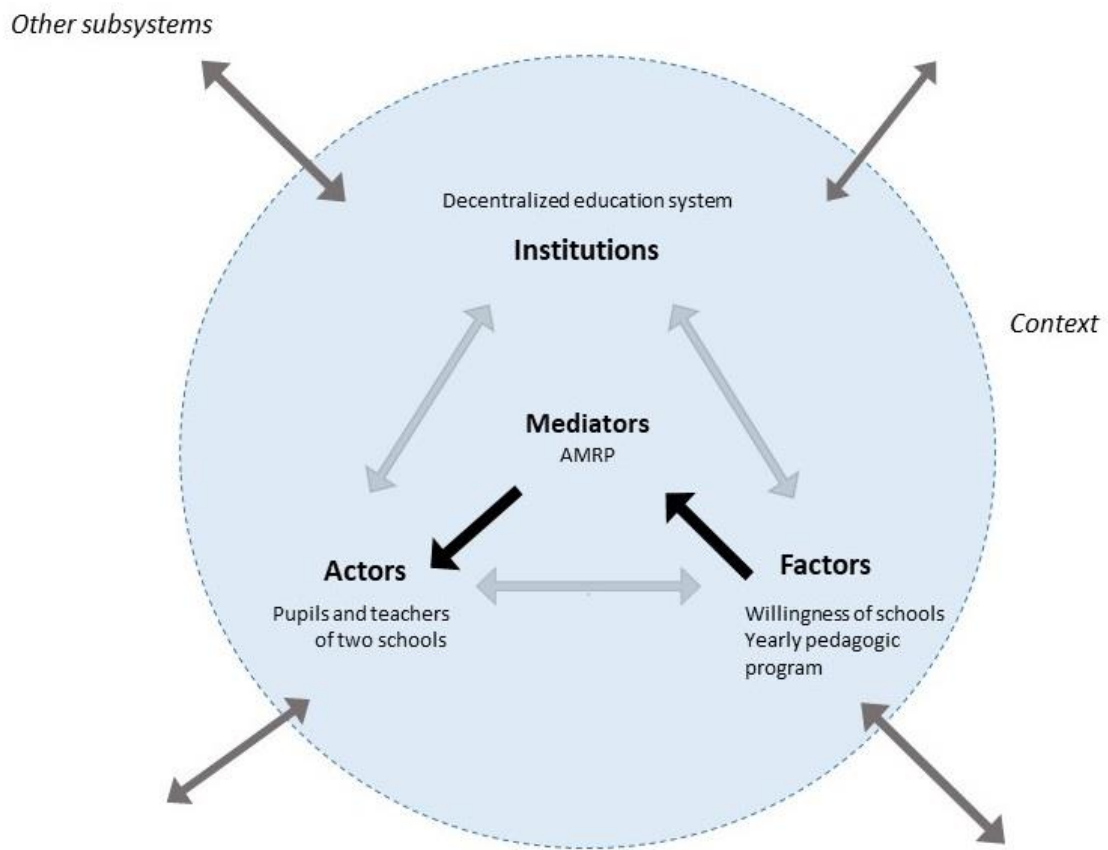 Other subsystems
Decentralized education system
Institutions
Context
Mediators
AMRP
Actors
Pupils and teachers
of two schools
Factors
Willingness of schools
Yearly pedagogic
program